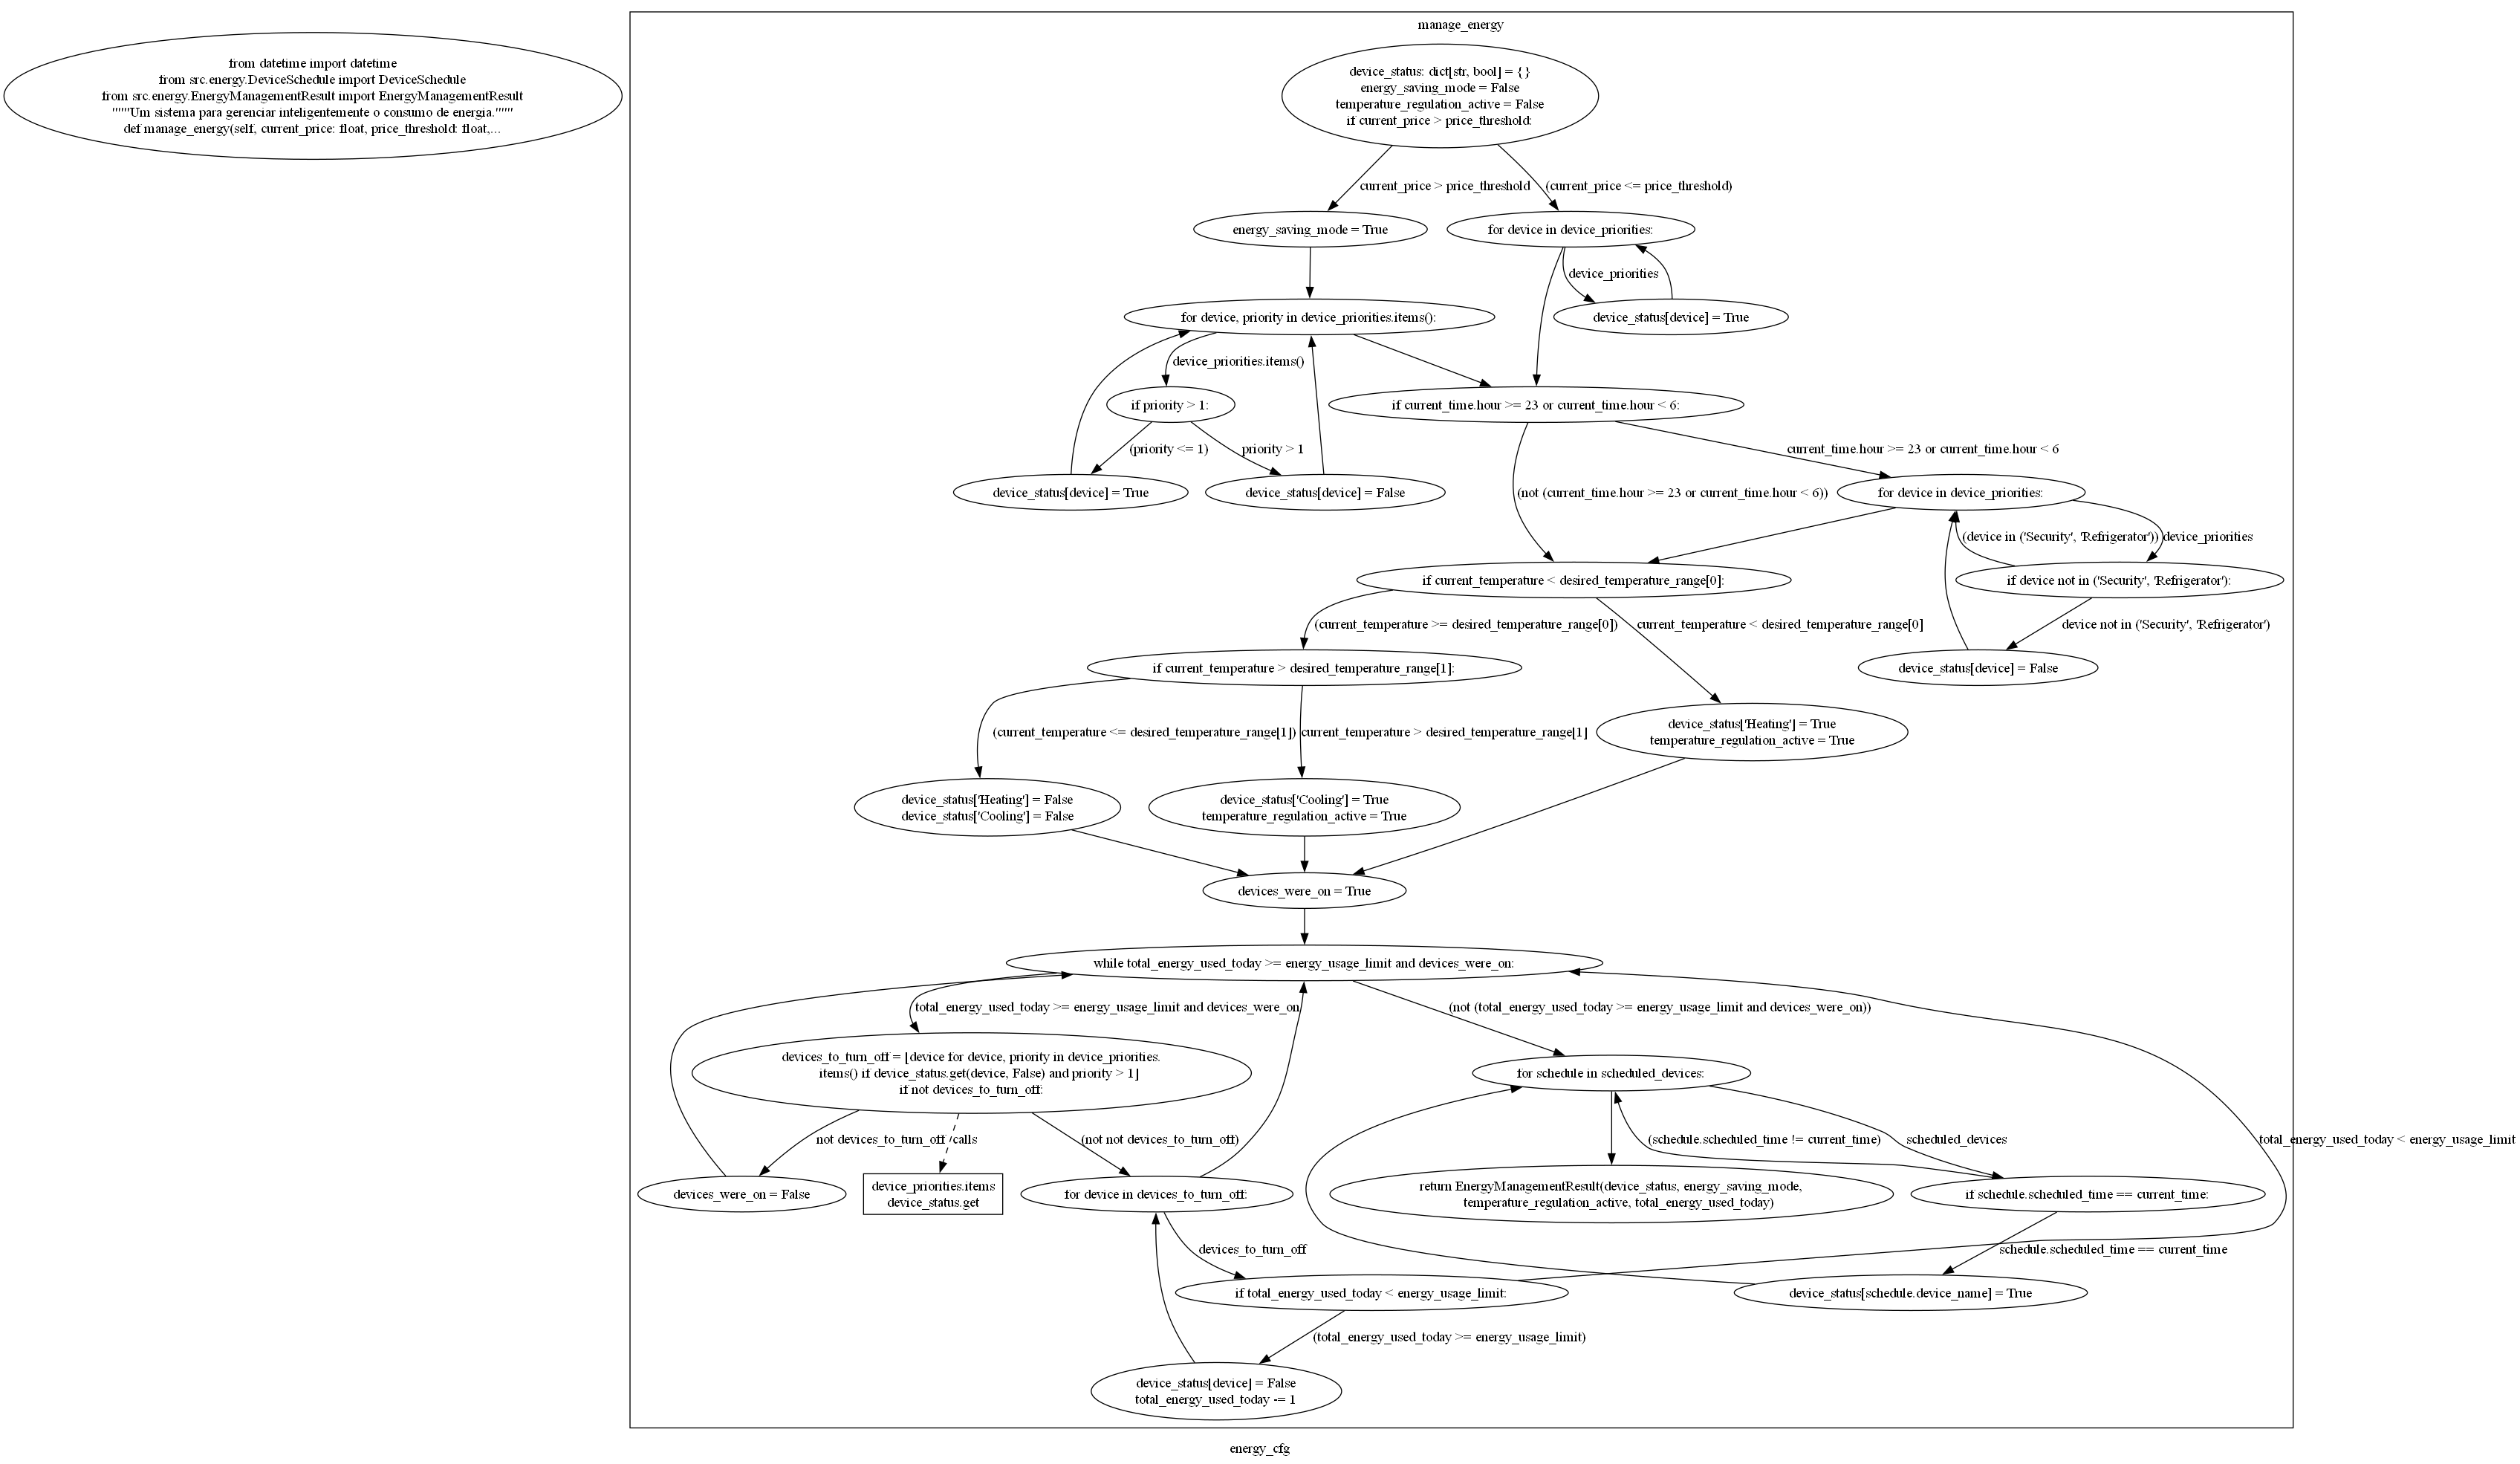 manage_energy
from datetime import datetime
from src.energy.DeviceSchedule import DeviceSchedule
from src.energy.EnergyManagementResult import EnergyManagementResult
"""Um sistema para gerenciar inteligentemente o consumo de energia."""
def manage_energy(self, current_price: float, price_threshold: float,...
device_status: dict[str, bool] = {}
energy_saving_mode = False
temperature_regulation_active = False
if current_price > price_threshold:
current_price > price_threshold
(current_price <= price_threshold)
energy_saving_mode = True
for device in device_priorities:
device_priorities
for device, priority in device_priorities.items():
device_status[device] = True
device_priorities.items()
if priority > 1:
if current_time.hour >= 23 or current_time.hour < 6:
(priority <= 1)
priority > 1
current_time.hour >= 23 or current_time.hour < 6
device_status[device] = True
device_status[device] = False
(not (current_time.hour >= 23 or current_time.hour < 6))
for device in device_priorities:
(device in ('Security', 'Refrigerator'))
device_priorities
if current_temperature < desired_temperature_range[0]:
if device not in ('Security', 'Refrigerator'):
(current_temperature >= desired_temperature_range[0])
current_temperature < desired_temperature_range[0]
device not in ('Security', 'Refrigerator')
if current_temperature > desired_temperature_range[1]:
device_status[device] = False
(current_temperature <= desired_temperature_range[1])
current_temperature > desired_temperature_range[1]
device_status['Heating'] = True
temperature_regulation_active = True
device_status['Heating'] = False
device_status['Cooling'] = False
device_status['Cooling'] = True
temperature_regulation_active = True
devices_were_on = True
while total_energy_used_today >= energy_usage_limit and devices_were_on:
total_energy_used_today >= energy_usage_limit and devices_were_on
(not (total_energy_used_today >= energy_usage_limit and devices_were_on))
devices_to_turn_off = [device for device, priority in device_priorities.
items() if device_status.get(device, False) and priority > 1]
if not devices_to_turn_off:
for schedule in scheduled_devices:
not devices_to_turn_off
calls
(not not devices_to_turn_off)
(schedule.scheduled_time != current_time)
scheduled_devices
total_energy_used_today < energy_usage_limit
devices_were_on = False
device_priorities.items
device_status.get
for device in devices_to_turn_off:
return EnergyManagementResult(device_status, energy_saving_mode,
temperature_regulation_active, total_energy_used_today)
if schedule.scheduled_time == current_time:
devices_to_turn_off
schedule.scheduled_time == current_time
if total_energy_used_today < energy_usage_limit:
device_status[schedule.device_name] = True
(total_energy_used_today >= energy_usage_limit)
device_status[device] = False
total_energy_used_today -= 1
energy_cfg